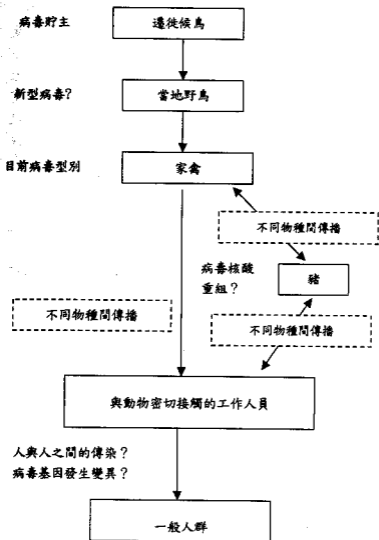 病毒貯主
遷徙候鳥
新型病毒?
當地野鳥
目前病毒型別
家禽
不同物種間傳播
病毒核酸
重組?
豬
不同物種間傳播
不同物種間傳播
與動物密切接觸的工作人員
人與人之間的傳染?
病毒基因發生變異?
一般人群